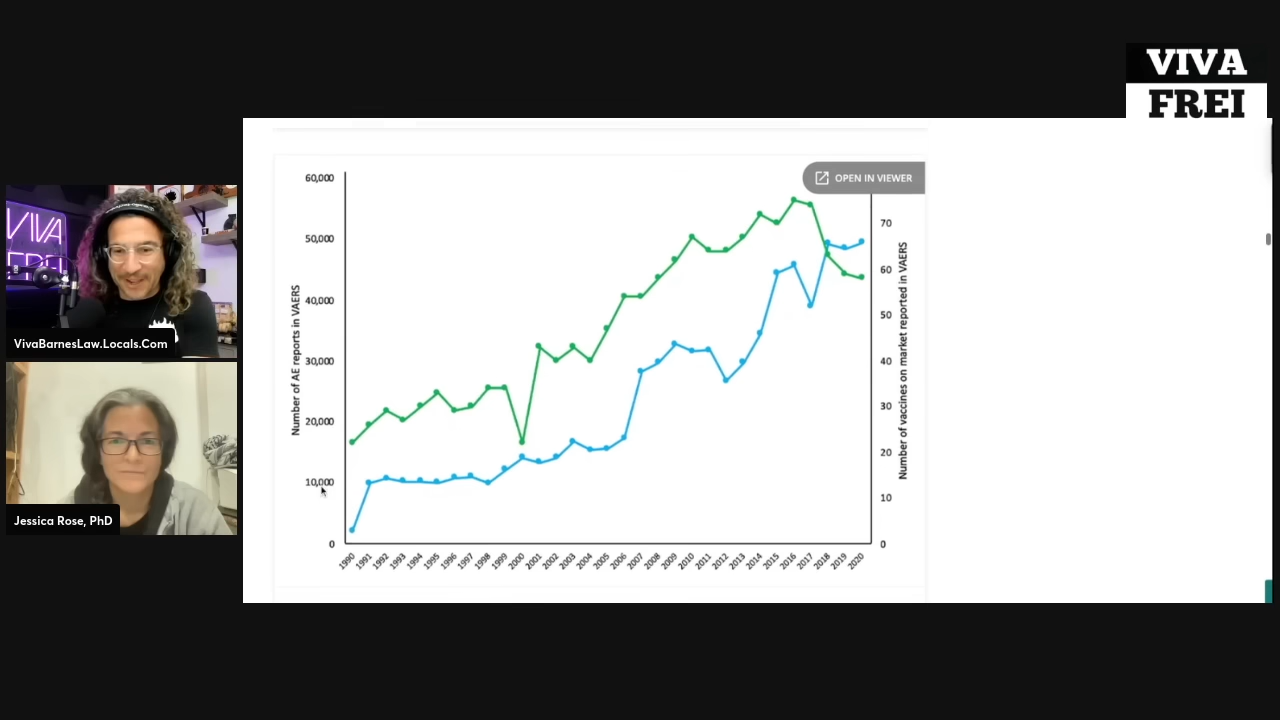 VIVA
FREI
VIVA
FREI
VivaBarnesLaw.Locals.Com
Jessica Rose, PhD
OPEN IN VIEWER
Number of AE reports in VAERS
60,000
50,000
40,000
30,000
20,000
10,000
0
70
60
50
40
30
20
10
0
Number of vaccines on market reported in VAERS
1990 1991 1992 1993 1994 1995 1996 1997 1998 1999 2000 2001 2002 2003 2004 2005 2006 2007 2008 2009 2010 2011 2012 2013 2014 2015 2016 2017 2018 2019 2020